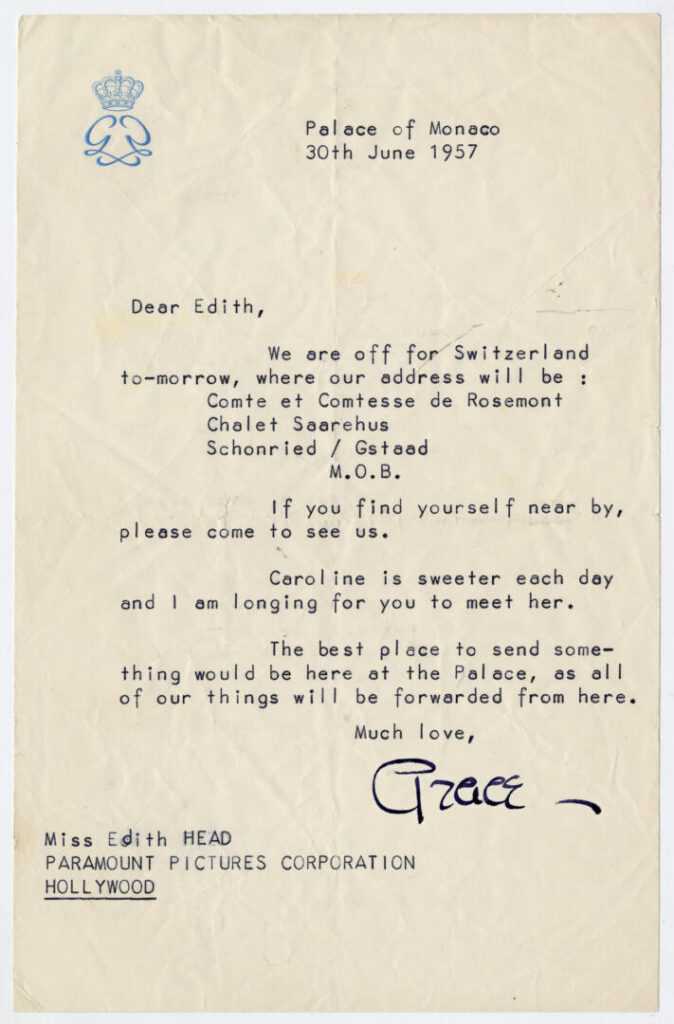 Palace of Monaco
30th June 1957
Dear Edith,
We are off for Switzerland
to-morrow, where our address will be :
Comte et Comtesse de Rosemont
Chalet Saarehus
Schonried / Gstaad
M.O.B.
If you find yourself near by,
please come to see us.
Caroline is sweeter each day
and I am longing for you to meet her.
The best place to send some-
thing would be here at the Palace, as all
of our things will be forwarded from here.
Much love,
Grace
Miss Edith HEAD
PARAMOUNT PICTURES CORPORATION
HOLLYWOOD